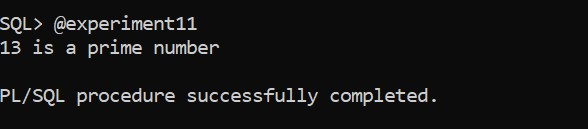 SQL> @experiment11
13 is a prime number
PL/SQL procedure successfully completed.